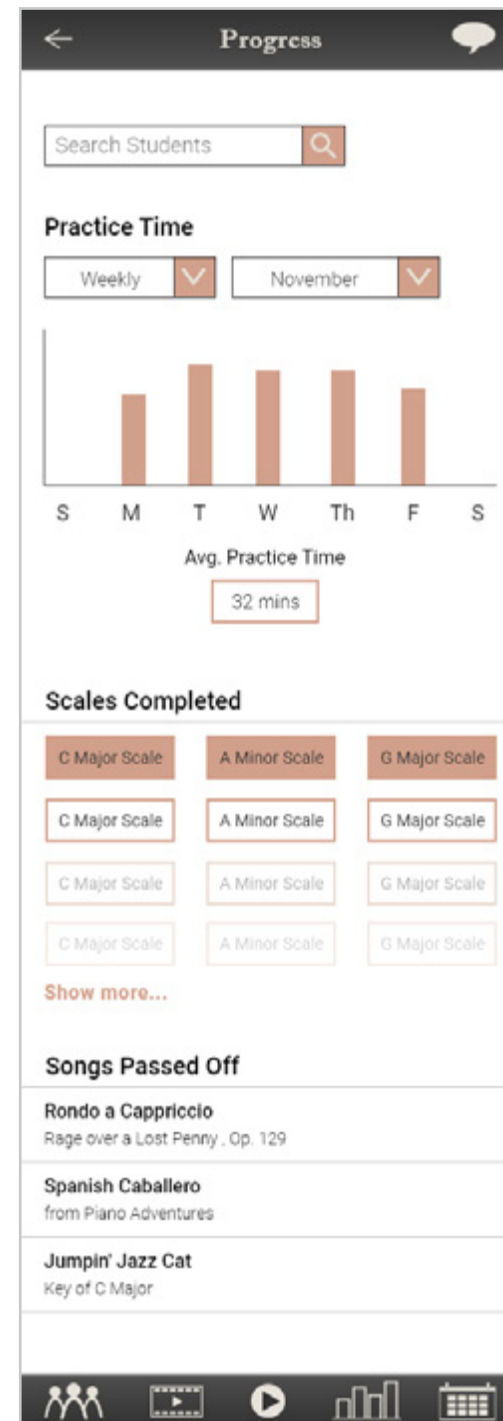 Progress
Search Students
Practice Time
Weekly November
S M T W Th F S
Avg. Practice Time
32 mins
Scales Completed
C Major Scale A Minor Scale G Major Scale
C Major Scale A Minor Scale G Major Scale
C Major Scale A Minor Scale G Major Scale
C Major Scale A Minor Scale G Major Scale
Show more...
Songs Passed Off
Rondo a Cappriccio
Rage over a Lost Penny , Op. 129
Spanish Caballero
from Piano Adventures
Jumpin' Jazz Cat
Key of C Major